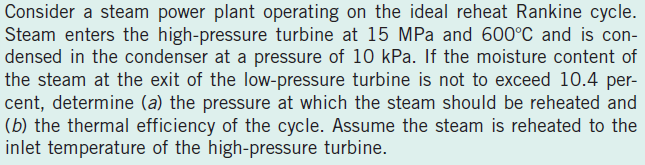 Consider a steam power plant operating on the ideal reheat Rankine cycle.
Steam enters the high-pressure turbine at 15 MPa and 600°C and is con-
densed in the condenser at a pressure of 10 kPa. If the moisture content of
the steam at the exit of the low-pressure turbine is not to exceed 10.4 per-
cent, determine (a) the pressure at which the steam should be reheated and
(b) the thermal efficiency of the cycle. Assume the steam is reheated to the
inlet temperature of the high-pressure turbine.